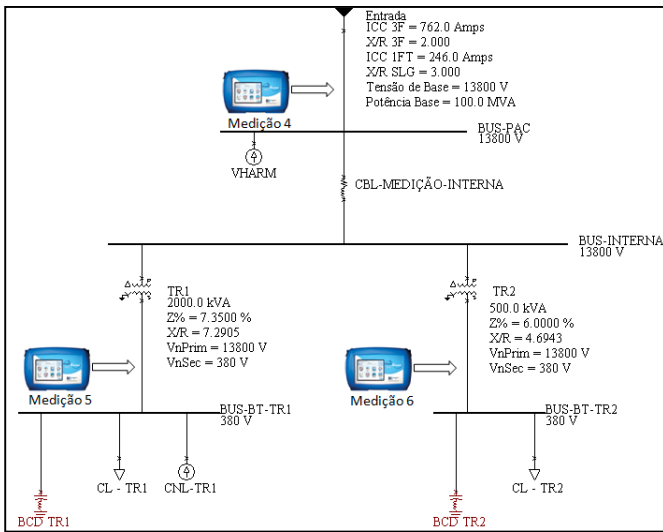 Entrada
ICC 3F = 762.0 Amps
X/R 3F = 2.000
ICC 1FT = 246.0 Amps
X/R SLG = 3.000
Tensão de Base = 13800 V
Potência Base = 100.0 MVA
Medição 4
BUS-PAC
13800 V
VHARM
CBL-MEDIÇÃO-INTERNA
BUS-INTERNA
13800 V
TR1
2000.0 kVA
Z% = 7.3500 %
X/R = 7.2905
VnPrim = 13800 V
VnSec = 380 V
TR2
500.0 kVA
Z% = 6.0000 %
X/R = 4.6943
VnPrim = 13800 V
VnSec = 380 V
Medição 5
Medição 6
BUS-BT-TR1
380 V
BUS-BT-TR2
380 V
CL - TR1
CNL-TR1
CL - TR2
BCD TR1
BCD TR2